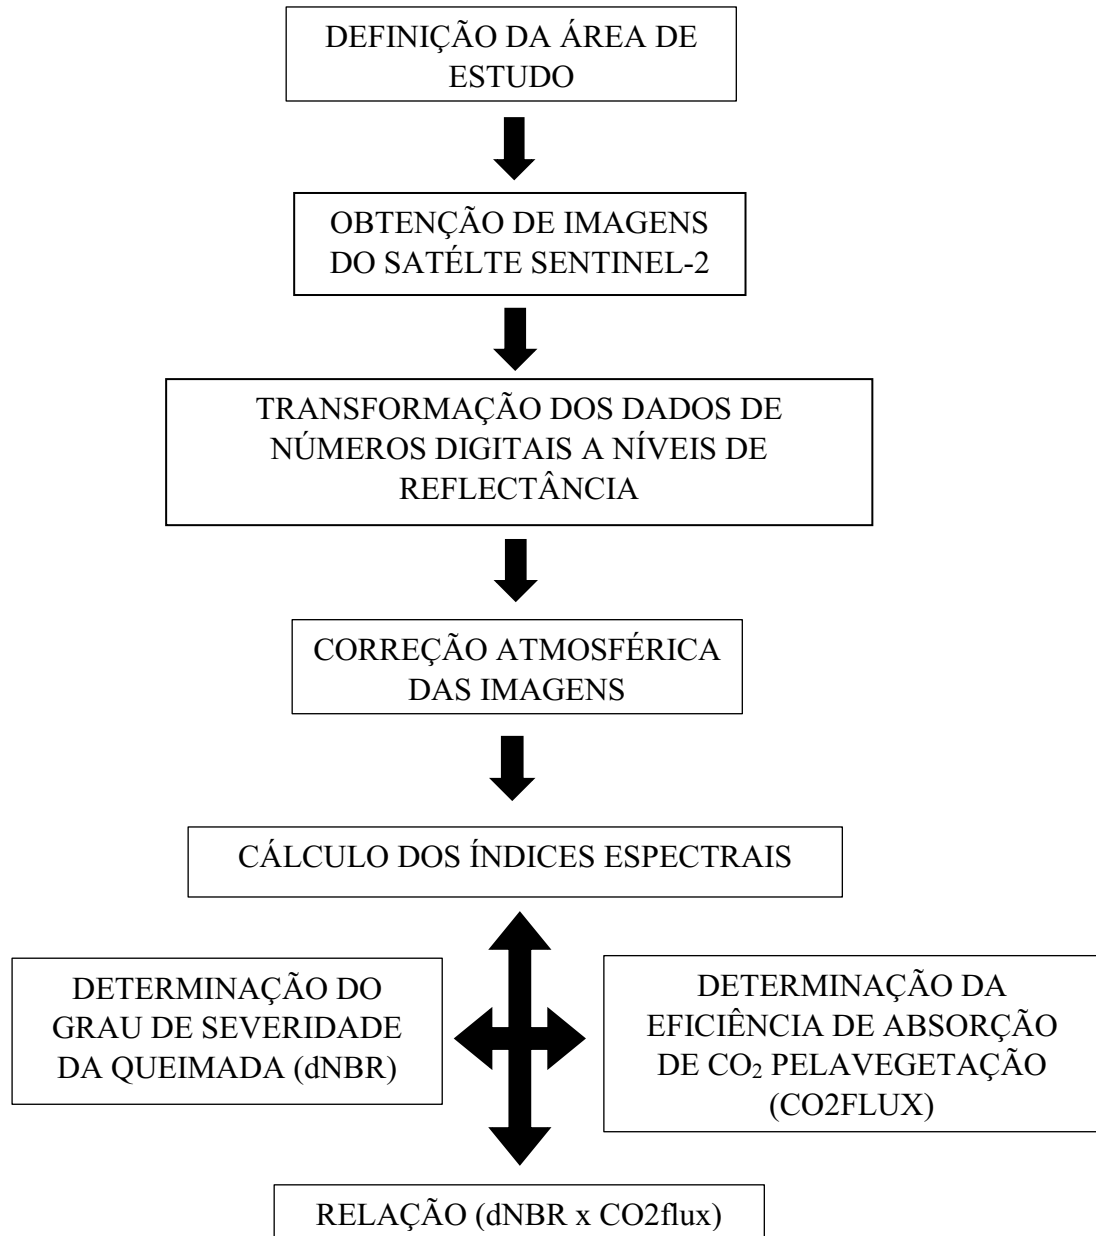 DEFINIÇÃO DA ÁREA DE
ESTUDO
OBTENÇÃO DE IMAGENS
DO SATÉLTE SENTINEL-2
TRANSFORMAÇÃO DOS DADOS DE
NÚMEROS DIGITAIS A NÍVEIS DE
REFLECTÂNCIA
CORREÇÃO ATMOSFÉRICA
DAS IMAGENS
CÁLCULO DOS ÍNDICES ESPECTRAIS
DETERMINAÇÃO DO
GRAU DE SEVERIDADE
DA QUEIMADA (dNBR)
DETERMINAÇÃO DA
EFICIÊNCIA DE ABSORÇÃO
DE CO₂ PELAVEGETAÇÃO
(CO2FLUX)
RELAÇÃO (dNBR x CO2flux)